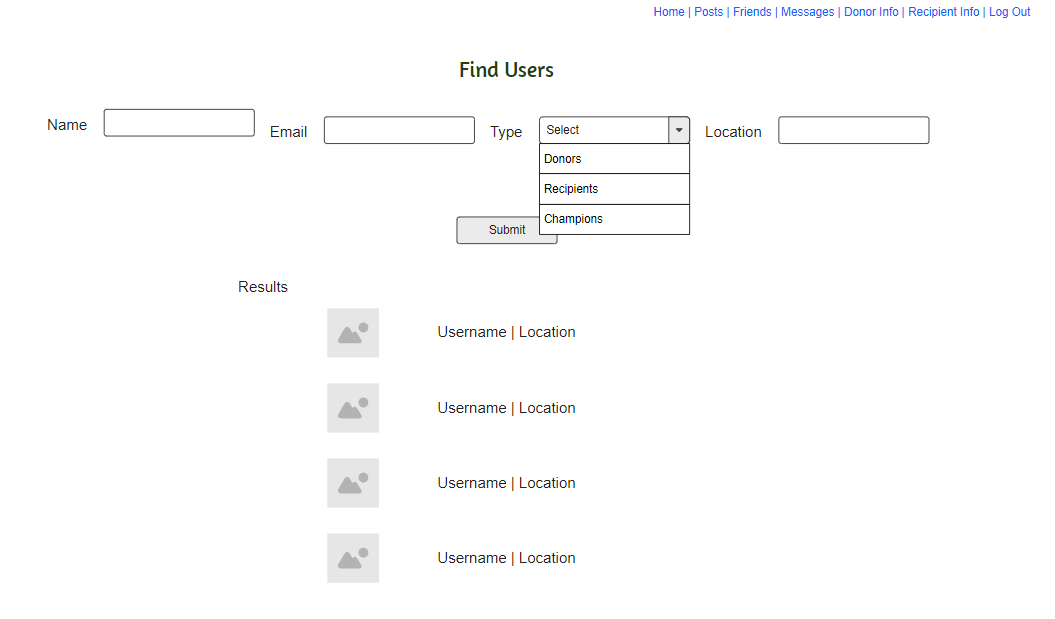 Home | Posts | Friends | Messages | Donor Info | Recipient Info | Log Out
Find Users
Name Email Type Select Location
Donors
Recipients
Champions
Submit
Results
Username | Location
Username | Location
Username | Location
Username | Location